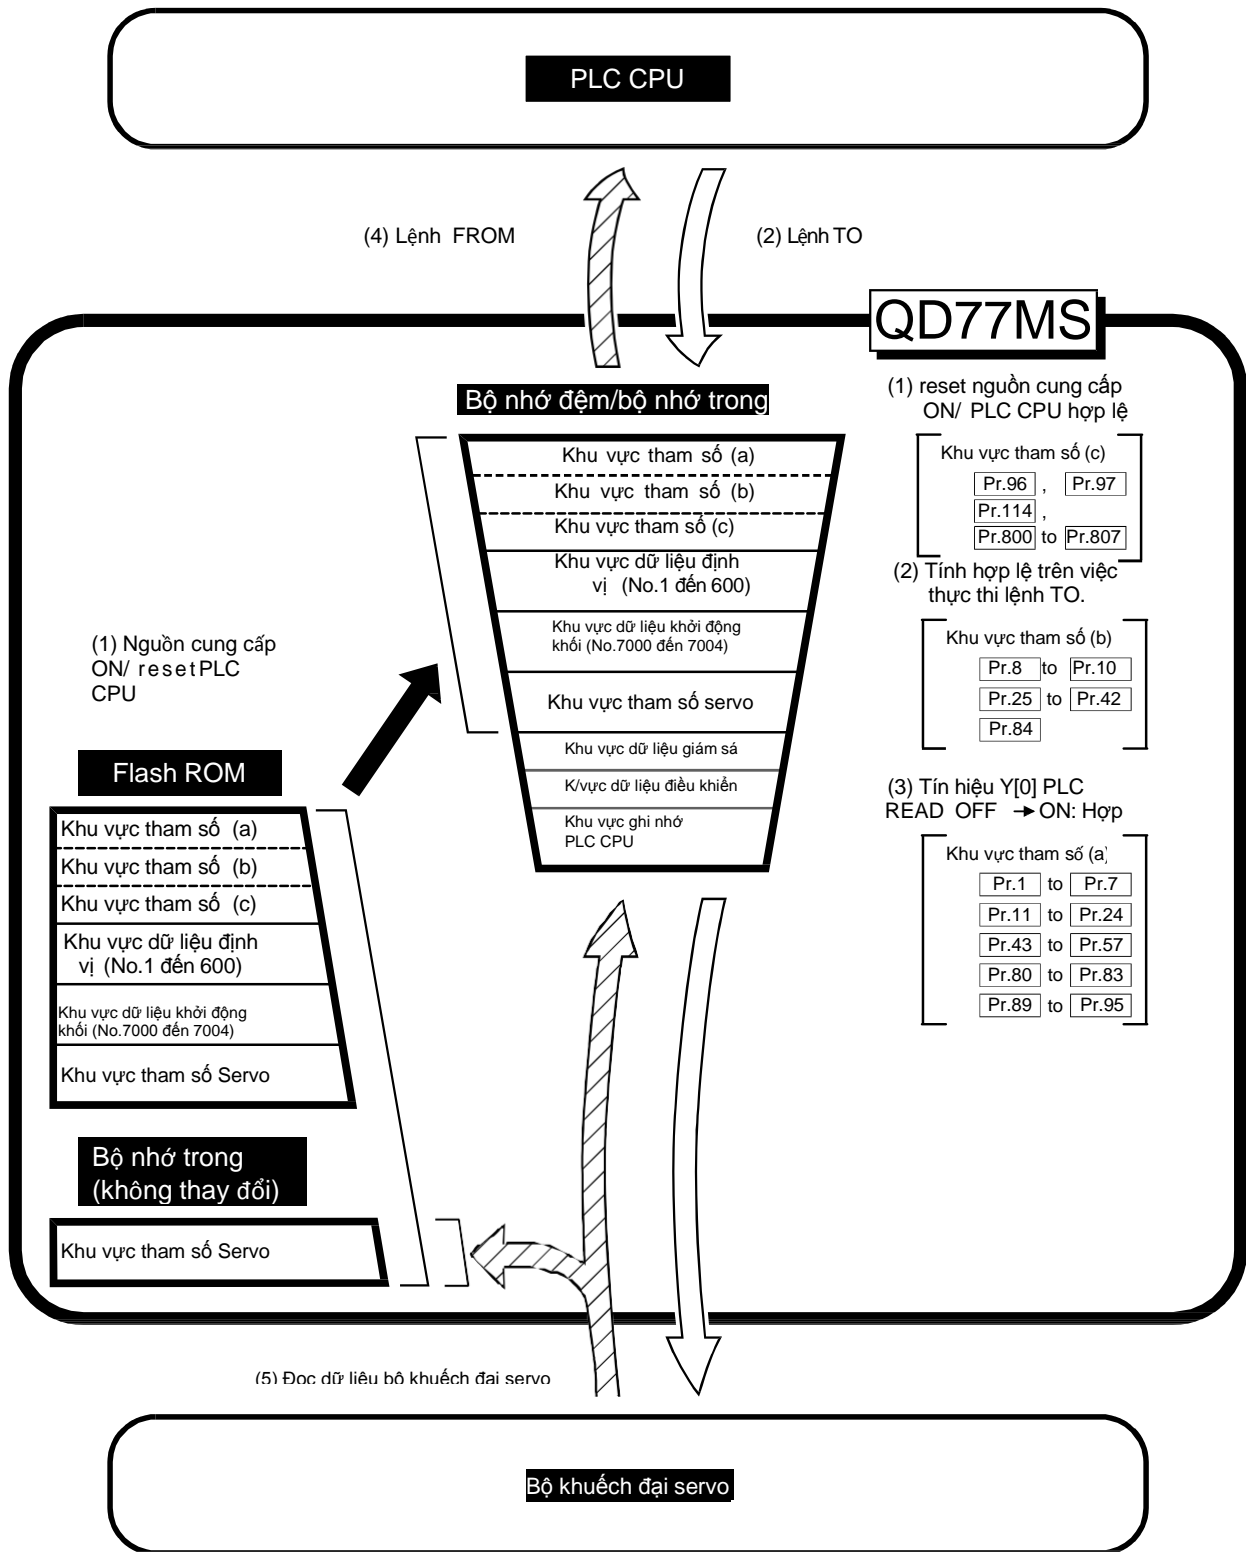 PLC CPU
(4) Lệnh FROM
(2) Lệnh TO
QD77MS
Bộ nhớ đệm/bộ nhớ trong
Khu vực tham số (a)
Khu vực tham số (b)
Khu vực tham số (c)
Khu vực dữ liệu định
vị (No.1 đến 600)
Khu vực dữ liệu khởi động
khối (No.7000 đến 7004)
Khu vực tham số servo
Khu vực dữ liệu giám sá
K/vực dữ liệu điều khiển
Khu vực ghi nhớ
PLC CPU
(1) reset nguồn cung cấp
ON/ PLC CPU hợp lệ
Khu vực tham số (c)
Pr.96 , Pr.97
Pr.114 ,
Pr.800 to Pr.807
(2) Tính hợp lệ trên việc
thực thi lệnh TO.
Khu vực tham số (b)
Pr.8 to Pr.10
Pr.25 to Pr.42
Pr.84
(3) Tín hiệu Y[0] PLC
READ OFF → ON: Hợp
Khu vực tham số (a)
Pr.1 to Pr.7
Pr.11 to Pr.24
Pr.43 to Pr.57
Pr.80 to Pr.83
Pr.89 to Pr.95
(1) Nguồn cung cấp
ON/ reset PLC
CPU
Flash ROM
Khu vực tham số (a)
Khu vực tham số (b)
Khu vực tham số (c)
Khu vực dữ liệu định
vị (No.1 đến 600)
Khu vực dữ liệu khởi động
khối (No.7000 đến 7004)
Khu vực tham số Servo
Bộ nhớ trong
(không thay đổi)
Khu vực tham số Servo
(5) Đọc dữ liệu bộ khuếch đại servo
Bộ khuếch đại servo